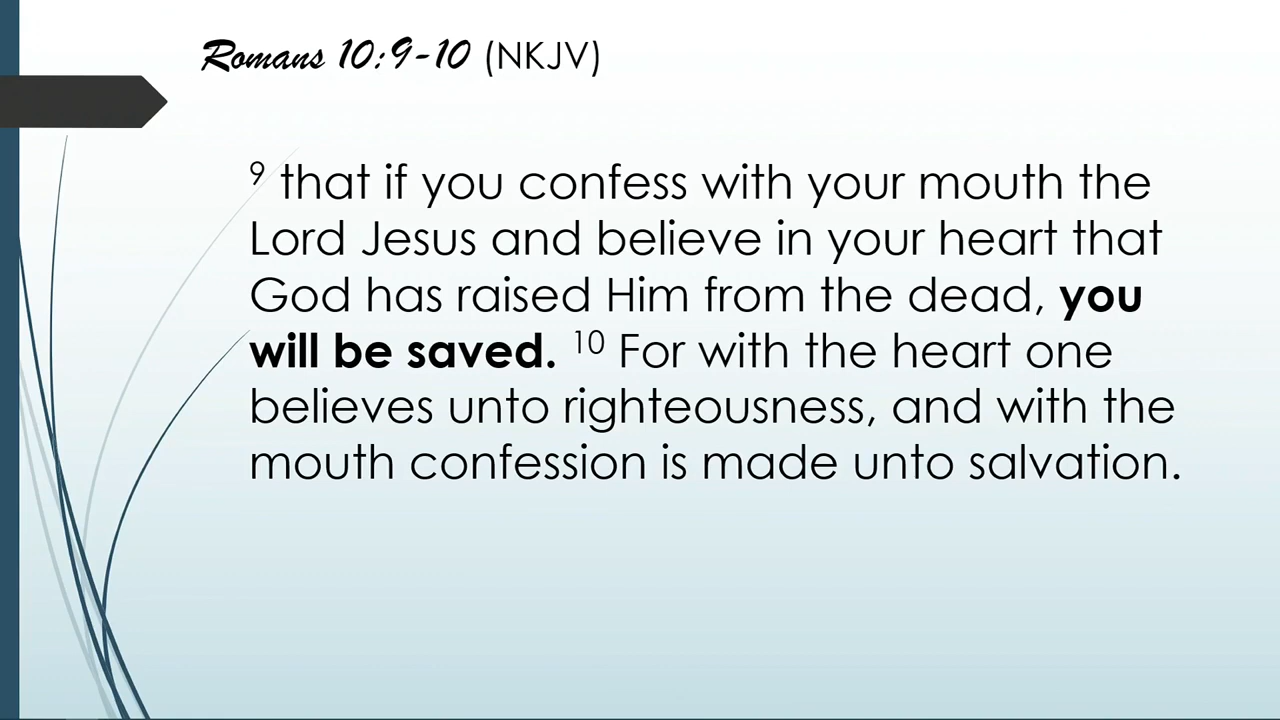 Romans 10:9-10 (NKJV)
9 that if you confess with your mouth the
Lord Jesus and believe in your heart that
God has raised Him from the dead, you
will be saved. 10 For with the heart one
believes unto righteousness, and with the
mouth confession is made unto salvation.